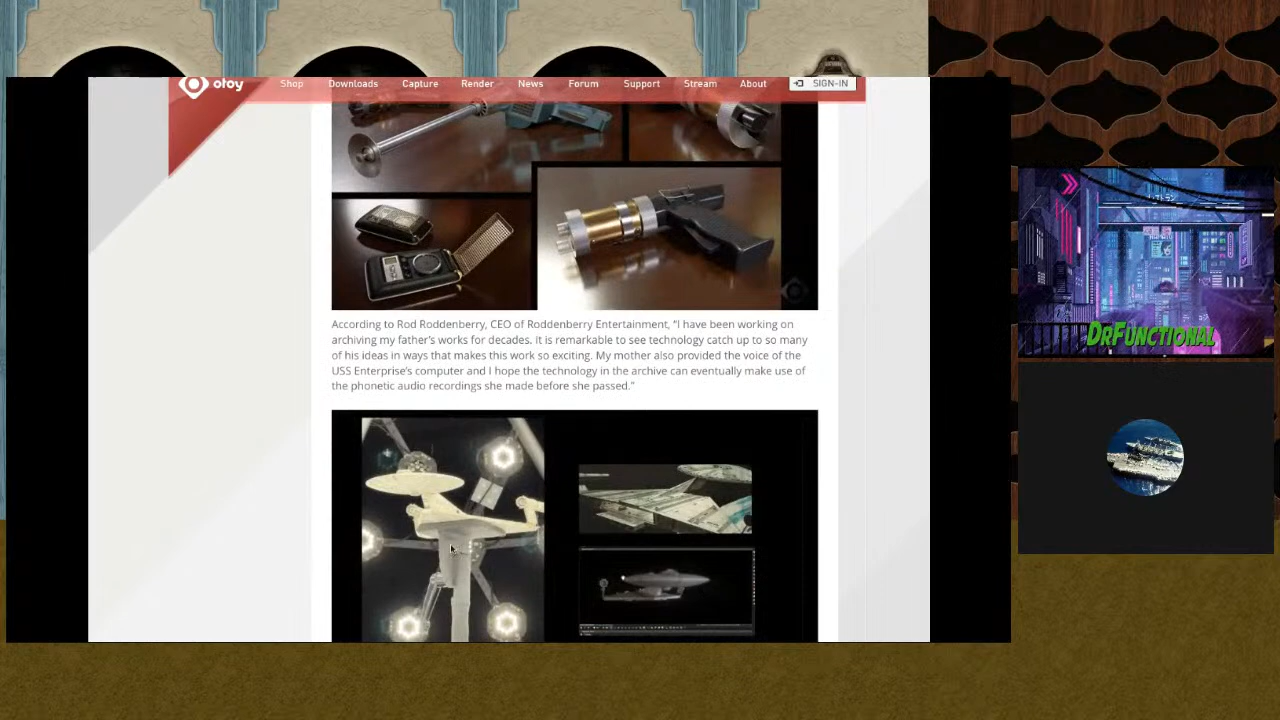 otoy
Shop Downloads Capture Render News Forum Support Stream About SIGN-IN
According to Rod Roddenberry, CEO of Roddenberry Entertainment, "I have been working on
archiving my father's works for decades. It is remarkable to see technology catch up to so many
of his ideas in ways that makes this work so exciting. My mother also provided the voice of the
USS Enterprise's computer and I hope the technology in the archive can eventually make use of
the phonetic audio recordings she made before she passed."
DrFunctional